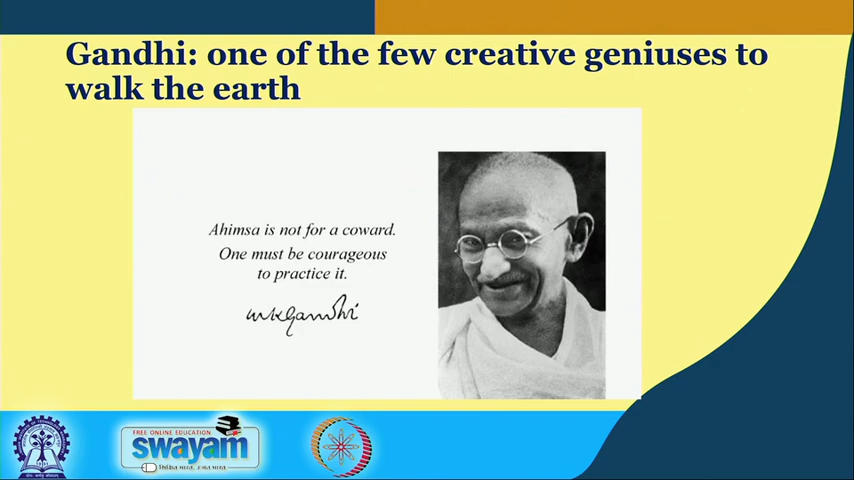 Gandhi: one of the few creative geniuses to
walk the earth
Ahimsa is not for a coward.
One must be courageous
to practice it.
mkgandhi
FREE ONLINE EDUCATION
swayam